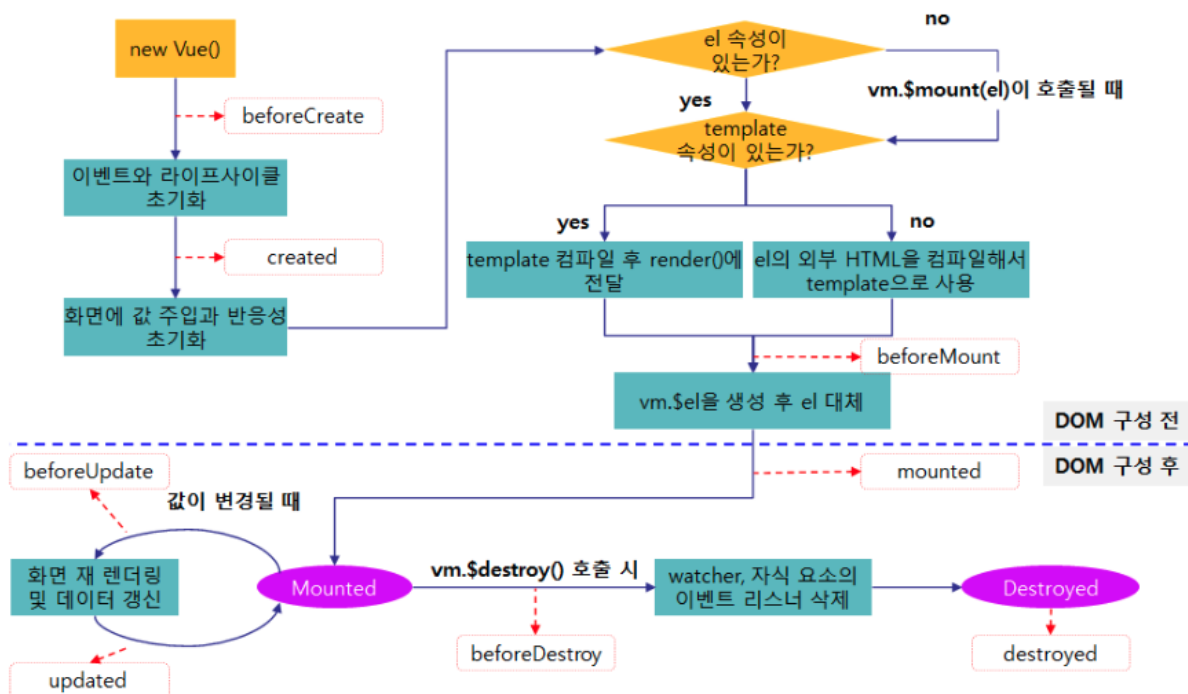 new Vue()
beforeCreate
이벤트와 라이프사이클
초기화
created
화면에 값 주입과 반응성
초기화
el 속성이
있는가?
no
yes
vm.$mount(el)이 호출될 때
template
속성이 있는가?
yes
no
template 컴파일 후 render()에
전달
el의 외부 HTML을 컴파일해서
template으로 사용
beforeMount
vm.$el을 생성 후 el 대체
DOM 구성 전
DOM 구성 후
mounted
beforeUpdate
값이 변경될 때
화면 재 렌더링
및 데이터 갱신
updated
Mounted
vm.$destroy() 호출 시
beforeDestroy
watcher, 자식 요소의
이벤트 리스너 삭제
Destroyed
destroyed